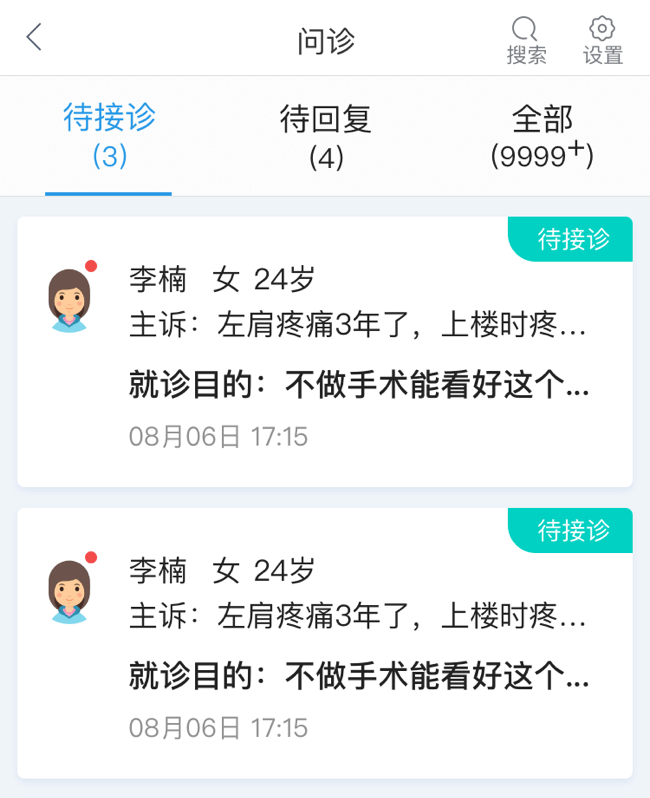 问诊
搜索
设置
待接诊
(3)
待回复
(4)
全部
(9999+)
待接诊
李楠 女 24岁
主诉：左肩疼痛3年了，上楼时疼...
就诊目的：不做手术能看好这个...
08月06日 17:15
待接诊
李楠 女 24岁
主诉：左肩疼痛3年了，上楼时疼...
就诊目的：不做手术能看好这个...
08月06日 17:15